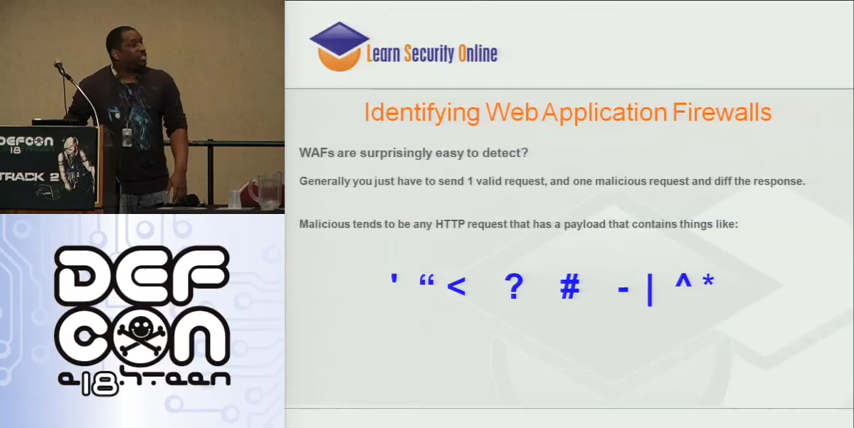 DEFCON
18
TRACK 2
DEF
CON
e18hteen
Learn Security Online
Identifying Web Application Firewalls
WAFs are surprisingly easy to detect?
Generally you just have to send 1 valid request, and one malicious request and diff the response.
Malicious tends to be any HTTP request that has a payload that contains things like:
' “ < ? # - | ^ *